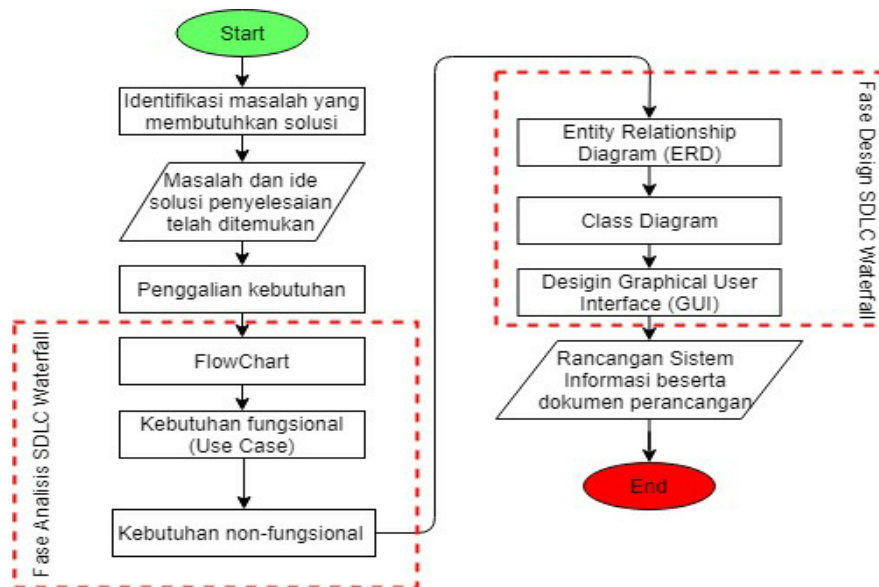 Start
Identifikasi masalah yang
membutuhkan solusi
Masalah dan ide
solusi penyelesaian
telah ditemukan
Penggalian kebutuhan
Fase Analisis SDLC Waterfall
FlowChart
Kebutuhan fungsional
(Use Case)
Kebutuhan non-fungsional
Fase Design SDLC Waterfall
Entity Relationship
Diagram (ERD)
Class Diagram
Desigin Graphical User
Interface (GUI)
Rancangan Sistem
Informasi beserta
dokumen perancangan
End